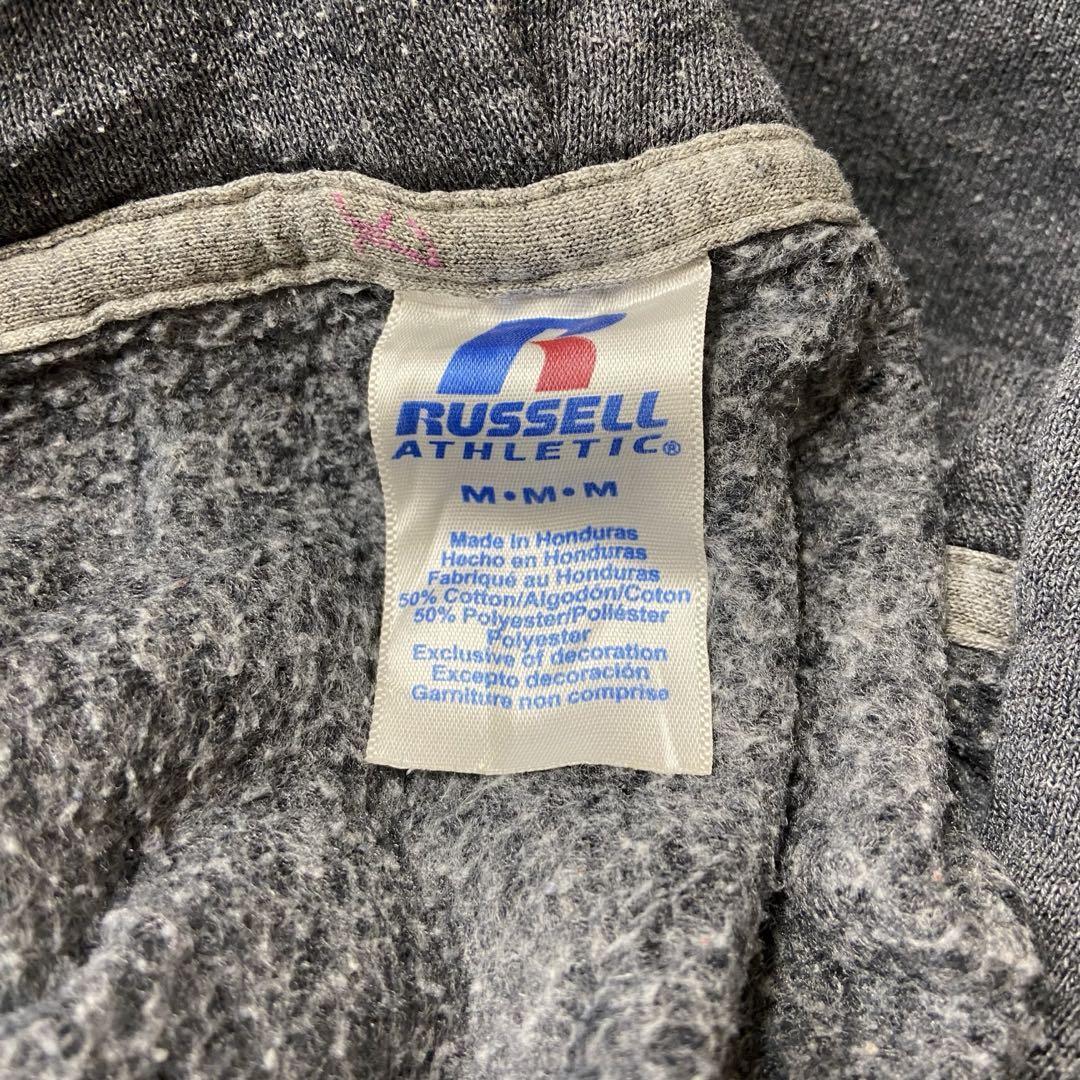 RUSSELL
ATHLETIC®
M•M•M
Made in Honduras
Hecho en Honduras
Fabriqué au Honduras
50% Cotton/Algodón/Coton
50% Polyester/Poliéster
Polyester
Exclusive of decoration
Excepto decoración
Garniture non comprise